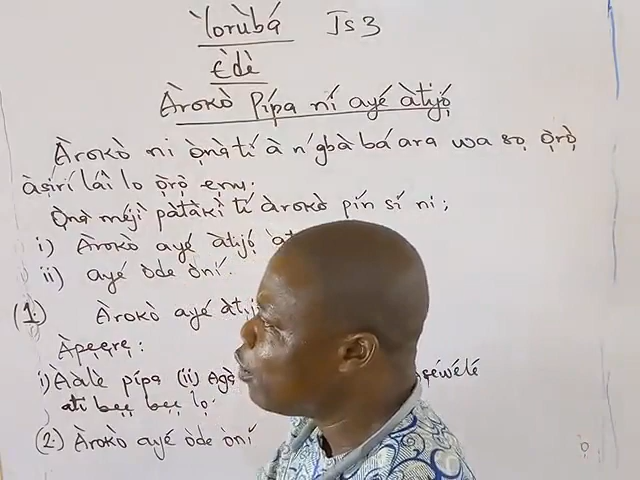 Yorùbá JS3
Èdè
Àrokò Pípa ní ayé àtijọ́
Àrokò ni ọ̀nà tí à ń gbà bá ara wa sọ ọ̀rọ̀
àṣírí láì lo ọ̀rọ̀ ẹnu;
Ọ̀nà méjì pàtàkì tí àrokò pín sí ni;
i) Àrokò ayé àtijọ́
ii) ayé òde òní.
(1.) Àrokò ayé
Àpẹẹrẹ:
i) Ààlè pípa (ii)
ati bẹẹ bẹẹ lọ.
(2.) Àrokò ayé òde òní